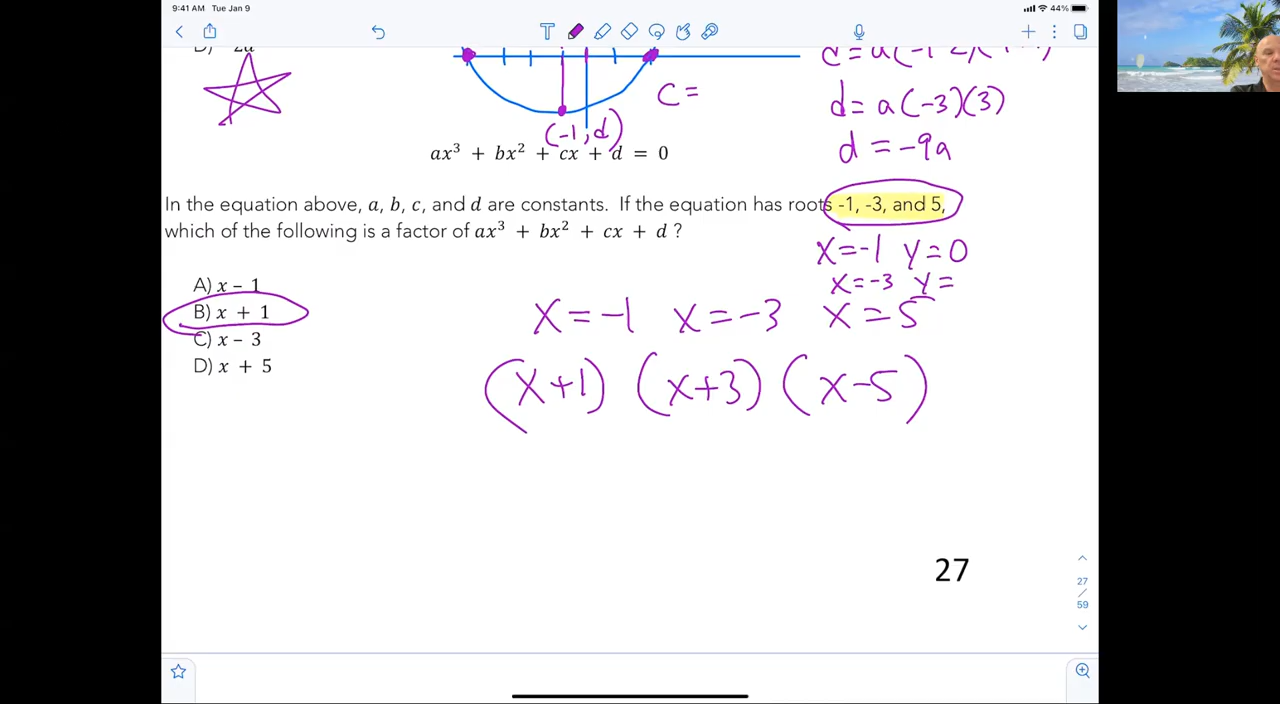 9:41 AM Tue Jan 9
44%
T
C =
d = a(-3)(3)
(-1, d)
d = -9a
ax³ + bx² + cx + d = 0
In the equation above, a, b, c, and d are constants. If the equation has roots -1, -3, and 5,
which of the following is a factor of ax³ + bx² + cx + d ?
x=-1 y=0
x=-3 y=
A) x – 1
B) x + 1
C) x – 3
D) x + 5
x=-1 x=-3 x=5
(x+1) (x+3) (x-5)
27
27
/
59